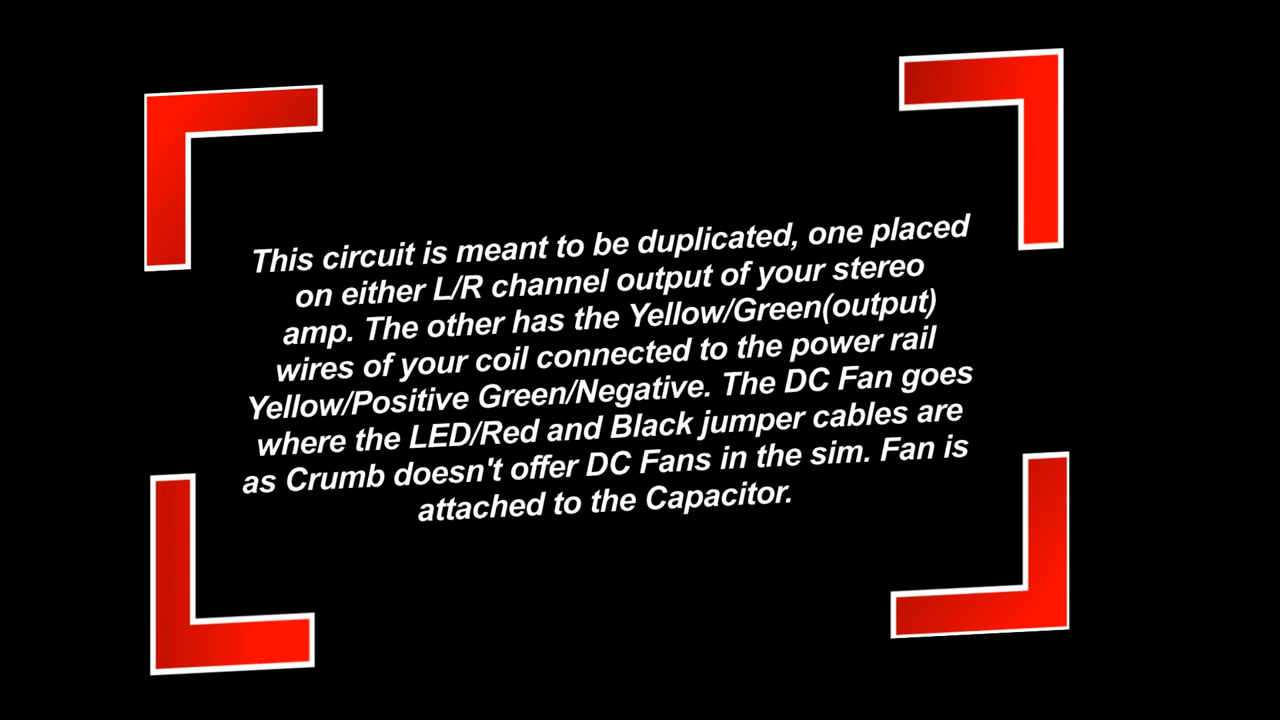 This circuit is meant to be duplicated, one placed
on either L/R channel output of your stereo
amp. The other has the Yellow/Green(output)
wires of your coil connected to the power rail
Yellow/Positive Green/Negative. The DC Fan goes
where the LED/Red and Black jumper cables are
as Crumb doesn't offer DC Fans in the sim. Fan is
attached to the Capacitor.